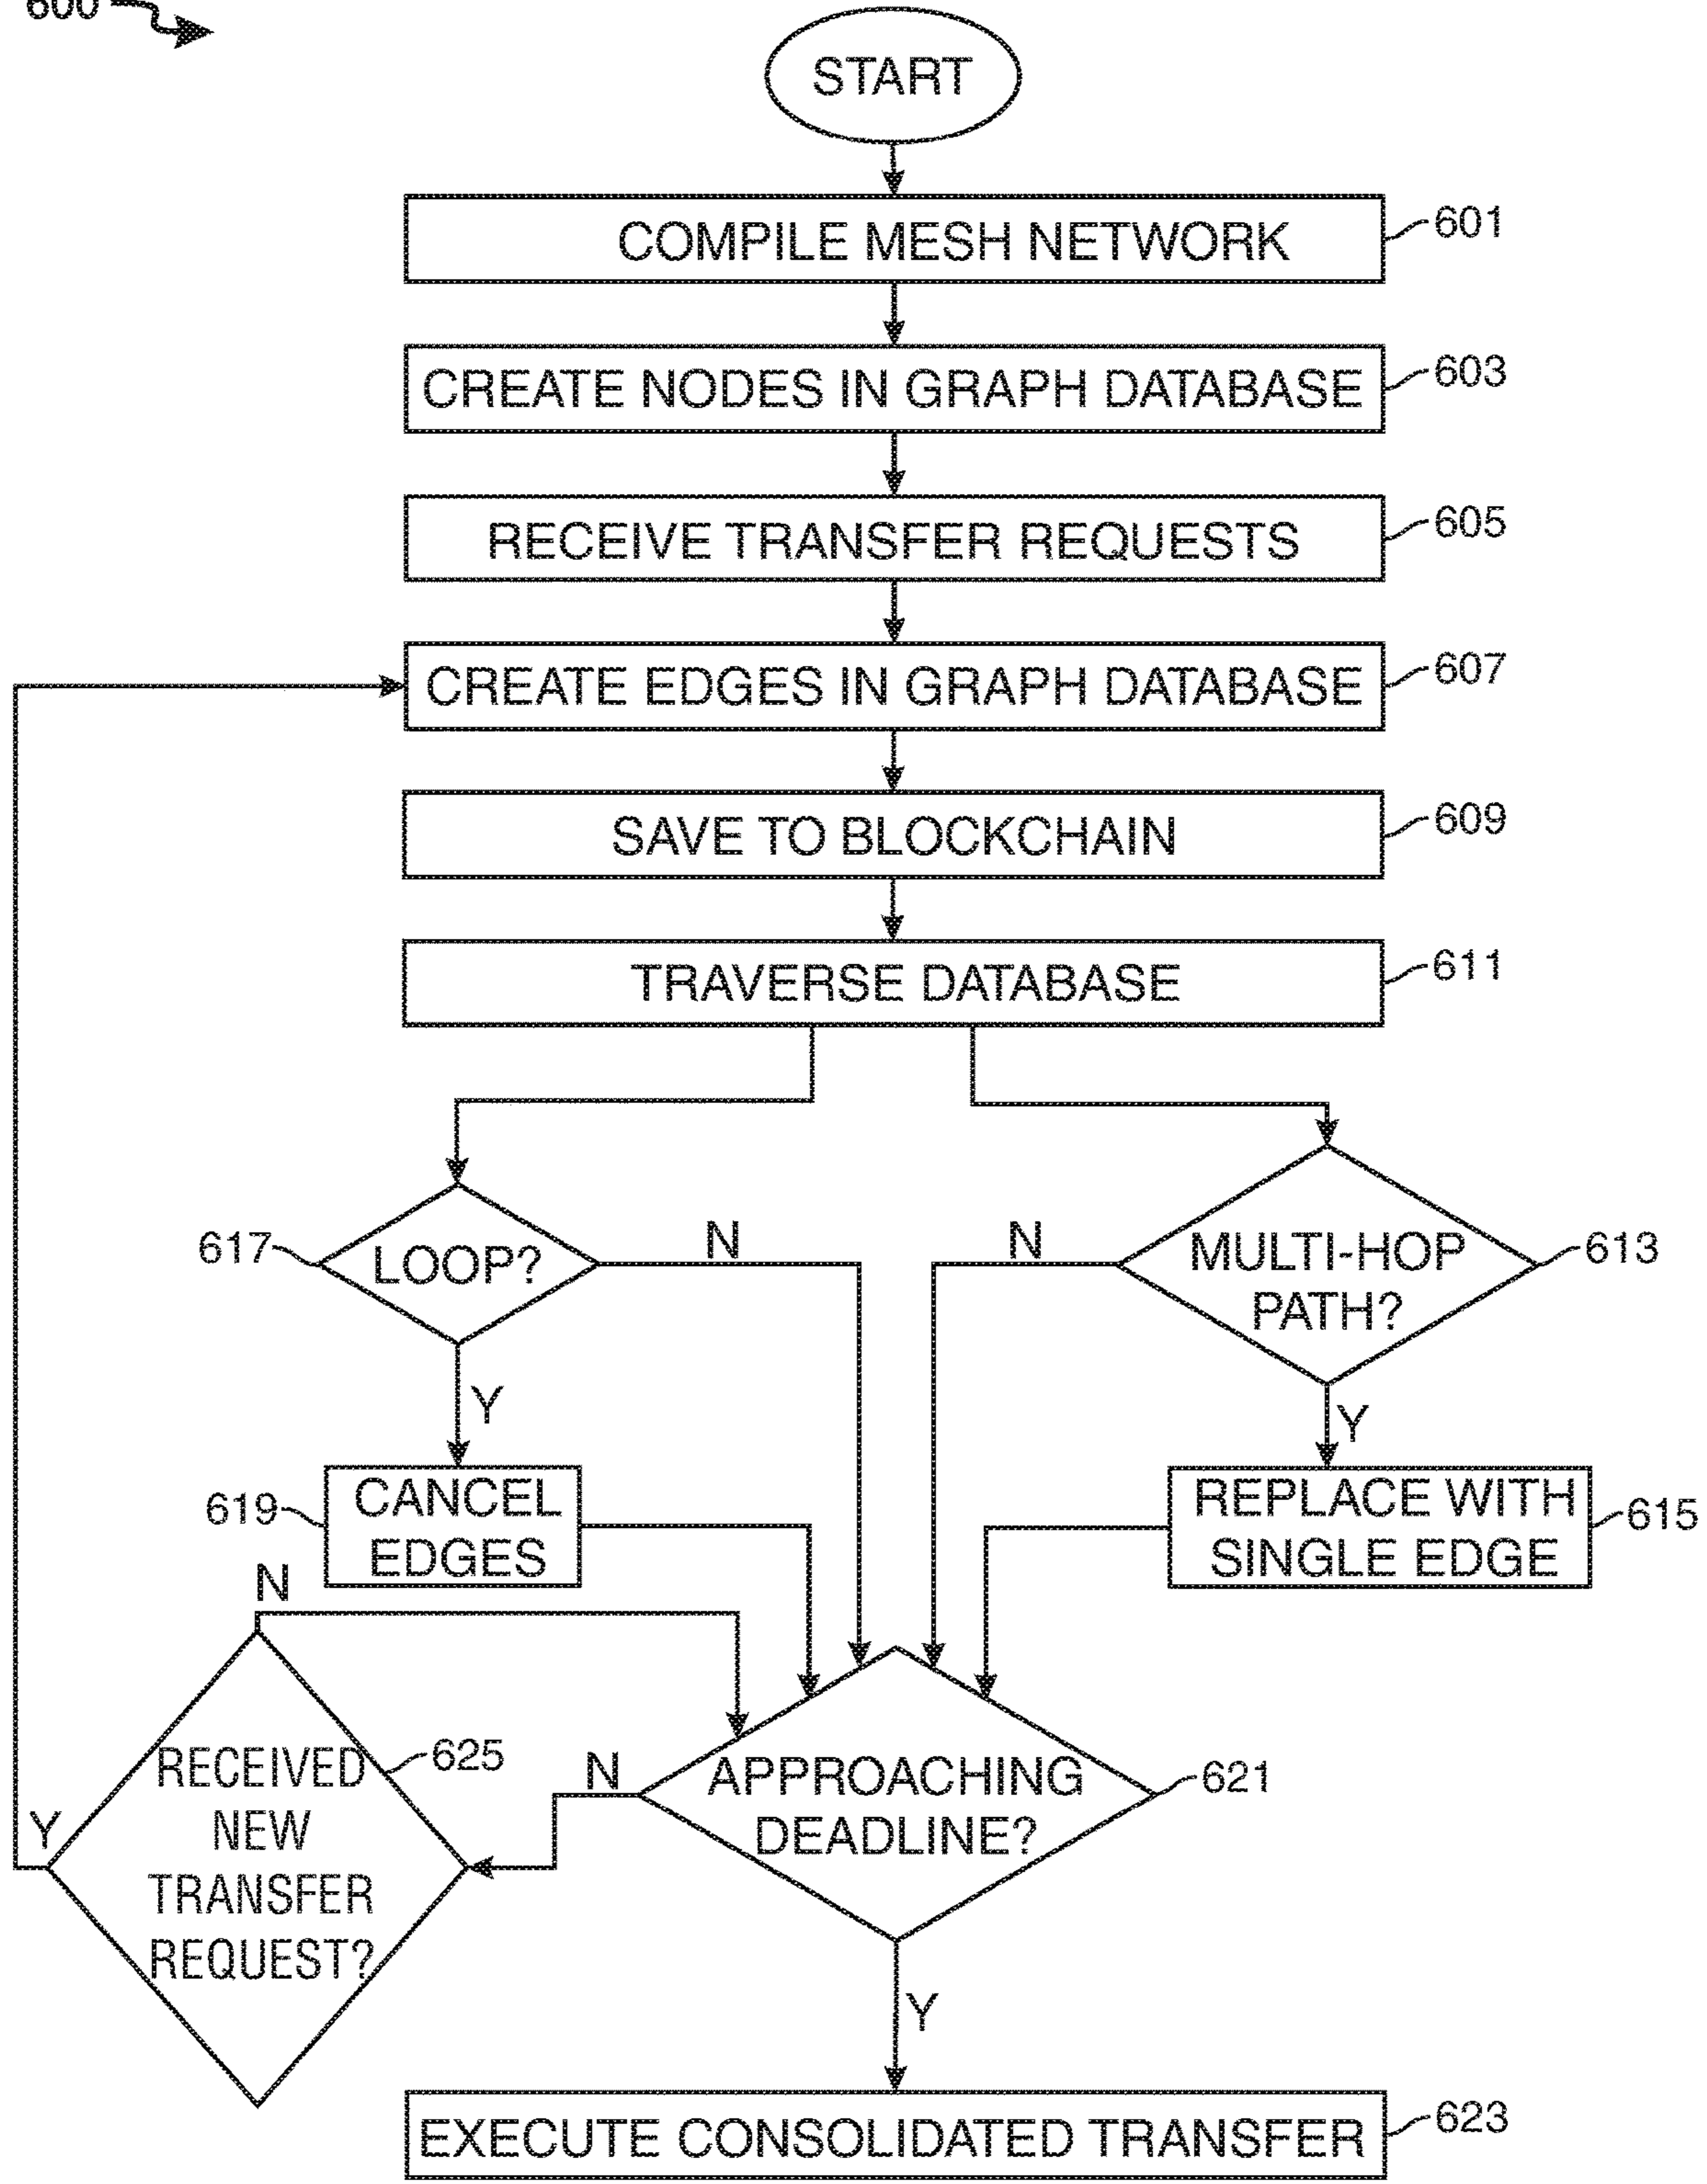 600
START
COMPILE MESH NETWORK
601
CREATE NODES IN GRAPH DATABASE
603
RECEIVE TRANSFER REQUESTS
605
CREATE EDGES IN GRAPH DATABASE
607
SAVE TO BLOCKCHAIN
609
TRAVERSE DATABASE
611
617
LOOP?
N
N
MULTI-HOP
PATH?
613
Y
Y
619
CANCEL
EDGES
REPLACE WITH
SINGLE EDGE
615
N
RECEIVED
NEW
TRANSFER
REQUEST?
625
Y
N
APPROACHING
DEADLINE?
621
Y
EXECUTE CONSOLIDATED TRANSFER
623